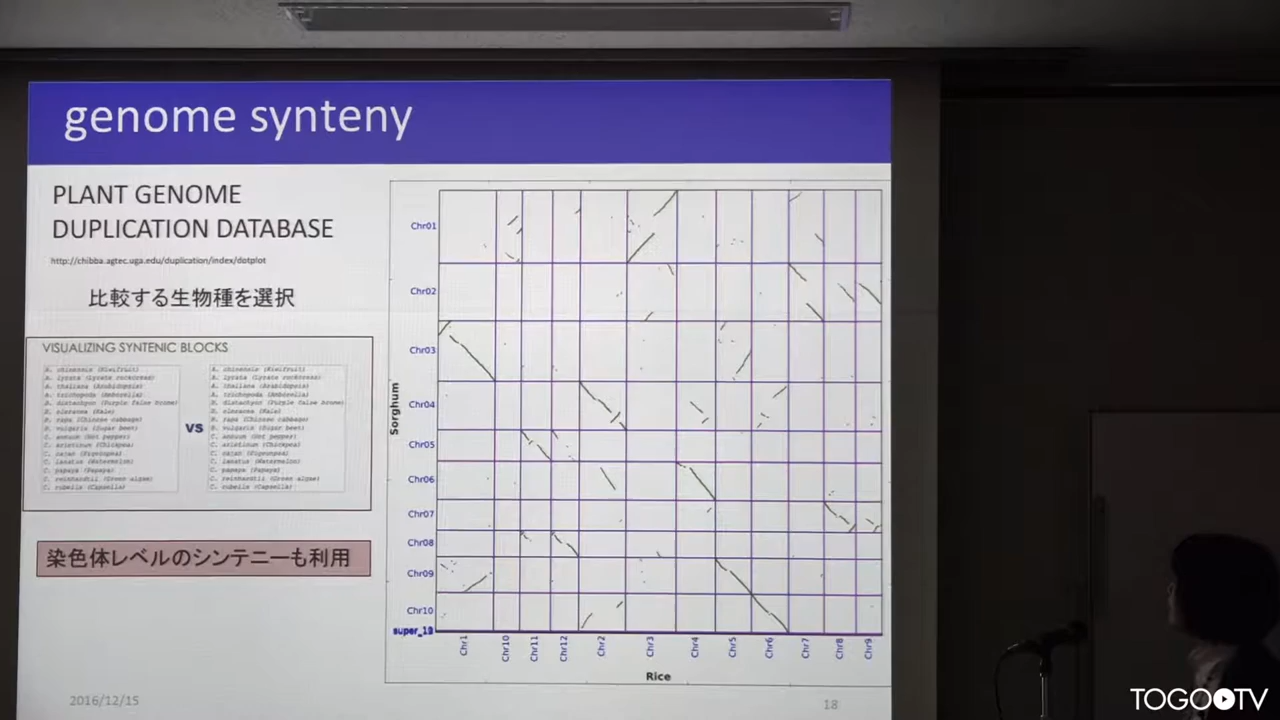 genome synteny
PLANT GENOME
DUPLICATION DATABASE
http://chibba.agtec.uga.edu/duplication/index/dotplot
比較する生物種を選択
VISUALIZING SYNTENIC BLOCKS
A. chinensis (Kiwifruit)
A. lyrata (Lyrate rockcress)
A. thaliana (Arabidopsis)
A. trichopoda (Amborella)
B. distachyon (Purple false brome)
B. oleracea (Kale)
B. rapa (Chinese cabbage)
B. vulgaris (Sugar beet)
C. annuum (Hot pepper)
C. arietinum (Chickpea)
C. cajan (Pigeonpea)
C. lanatus (Watermelon)
C. papaya (Papaya)
C. reinhardtii (Green algae)
C. rubella (Capsella)
VS
A. chinensis (Kiwifruit)
A. lyrata (Lyrate rockcress)
A. thaliana (Arabidopsis)
A. trichopoda (Amborella)
B. distachyon (Purple false brome)
B. oleracea (Kale)
B. rapa (Chinese cabbage)
B. vulgaris (Sugar beet)
C. annuum (Hot pepper)
C. arietinum (Chickpea)
C. cajan (Pigeonpea)
C. lanatus (Watermelon)
C. papaya (Papaya)
C. reinhardtii (Green algae)
C. rubella (Capsella)
染色体レベルのシンテニーも利用
Sorghum
Chr01
Chr02
Chr03
Chr04
Chr05
Chr06
Chr07
Chr08
Chr09
Chr10
super_19
Chr1
Chr10
Chr11
Chr12
Chr2
Chr3
Chr4
Chr5
Chr6
Chr7
Chr8
Chr9
Rice
2016/12/15
18
TOGOTV